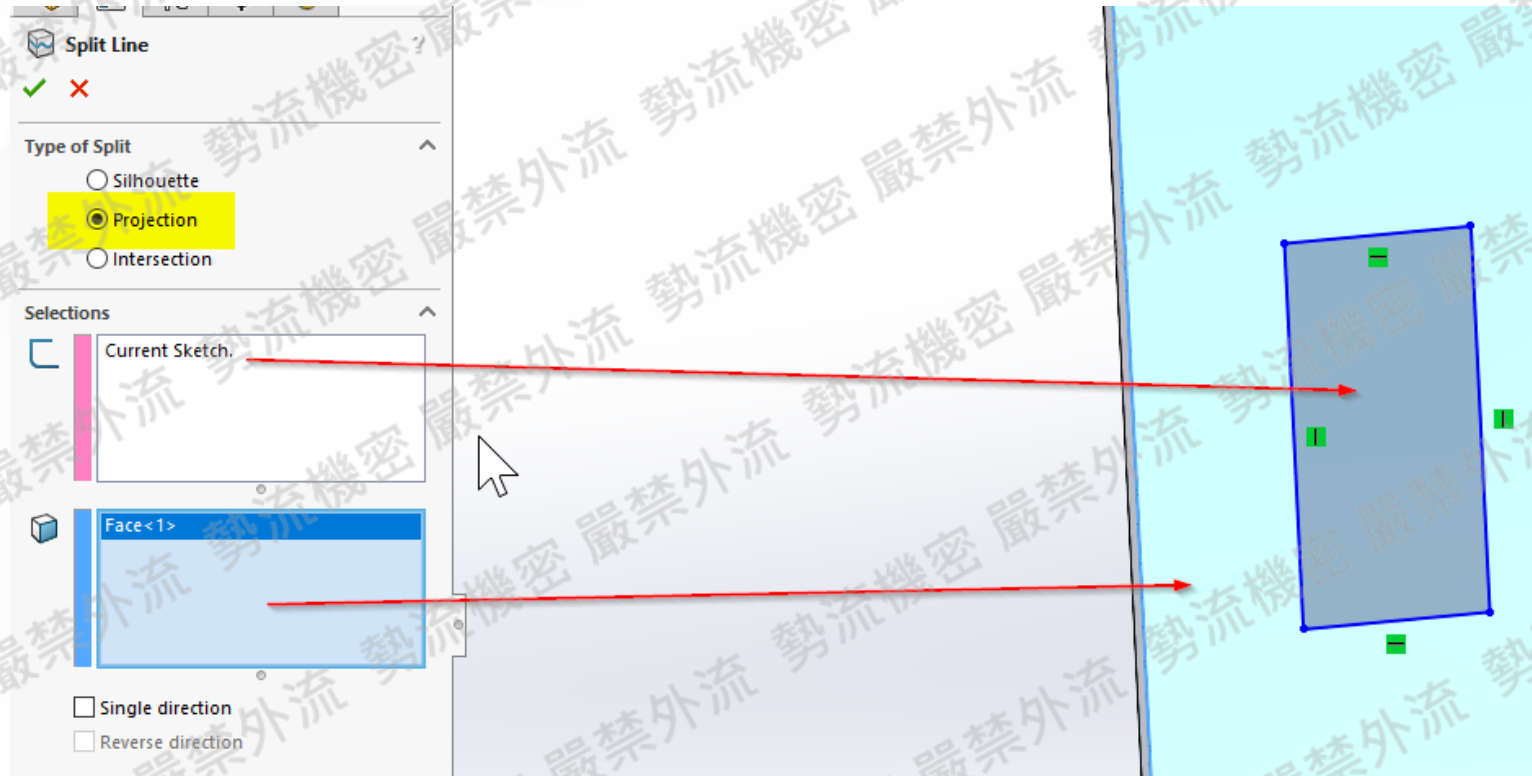 Split Line
?
Type of Split
Silhouette
Projection
Intersection
Selections
Current Sketch.
Face<1>
Single direction
Reverse direction
勢流機密 嚴禁外流